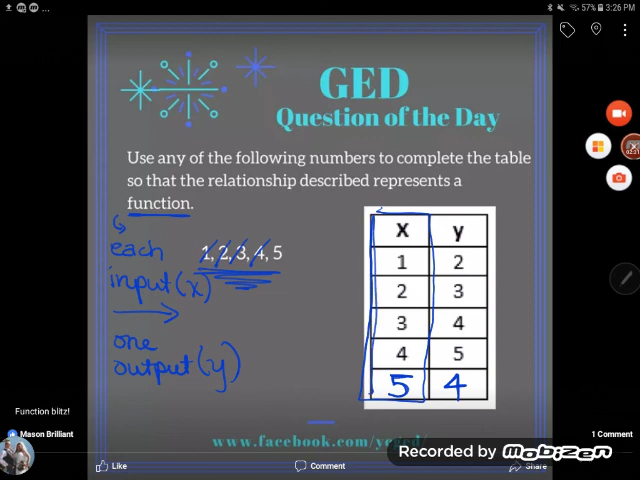 57% 3:26 PM
GED
Question of the Day
Use any of the following numbers to complete the table
so that the relationship described represents a
function.
each
input(x)
one
output(y)
1, 2, 3, 4, 5
x y
1 2
2 3
3 4
4 5
5 4
www.facebook.com/ycged/
Function blitz!
Mason Brilliant
1 Comment
Recorded by
Mobizen
Like Comment Share